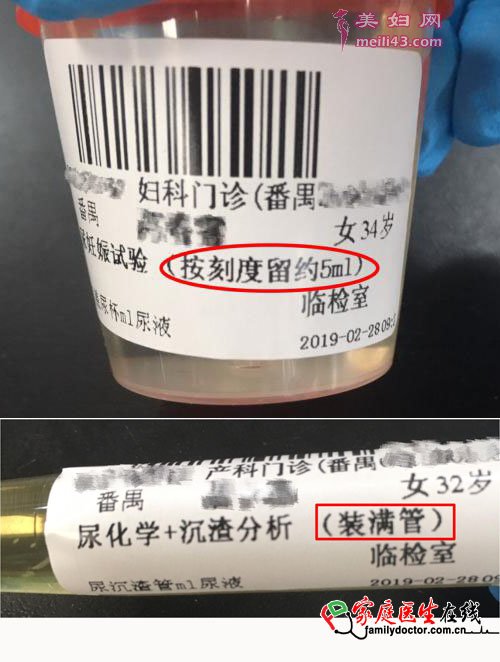 美妇网
meili43.com
妇科门诊(番禺
番禺
女 34岁
妊娠试验 (按刻度留约5ml)
临检室
尿杯ml尿液
2019-02-28 09:
产科门诊(番禺
番禺
女 32岁
尿化学+沉渣分析 (装满管)
临检室
尿沉渣管ml尿液
2019-02-28
家庭医生在线
familydoctor.com.cn